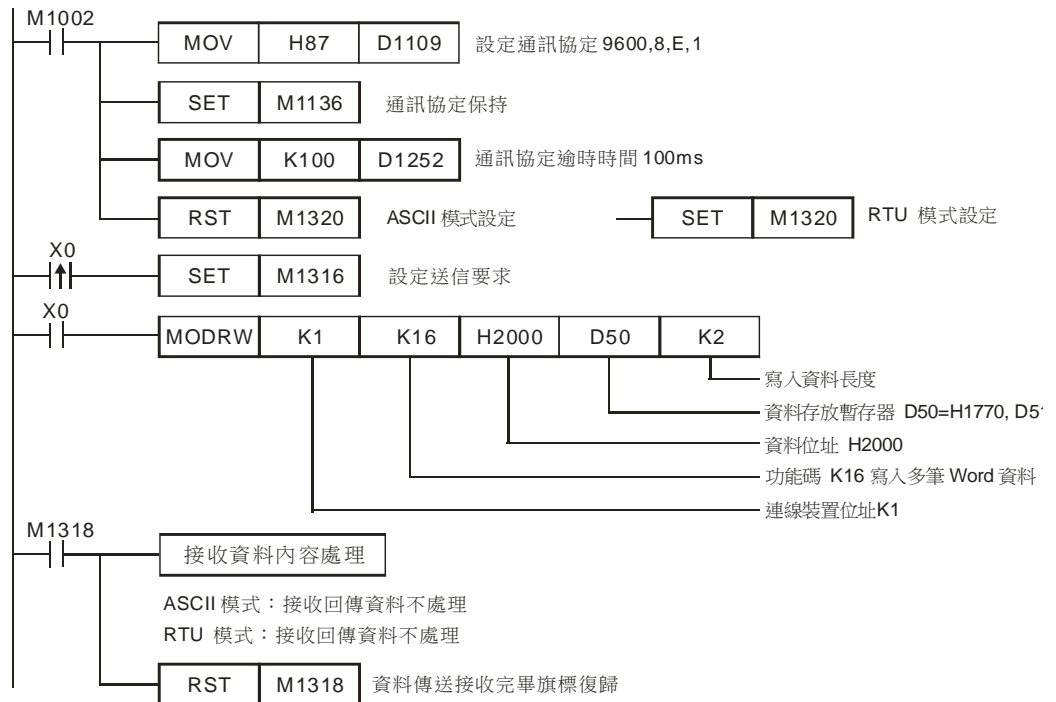 M1002
MOV H87 D1109 設定通訊協定 9600,8,E,1
SET M1136 通訊協定保持
MOV K100 D1252 通訊協定逾時時間 100ms
RST M1320 ASCII 模式設定 SET M1320 RTU 模式設定
X0
SET M1316 設定送信要求
X0
MODRW K1 K16 H2000 D50 K2
寫入資料長度
資料存放暫存器 D50=H1770, D51
資料位址 H2000
功能碼 K16 寫入多筆 Word 資料
連線裝置位址K1
M1318
接收資料內容處理
ASCII 模式：接收回傳資料不處理
RTU 模式：接收回傳資料不處理
RST M1318 資料傳送接收完畢旗標復歸